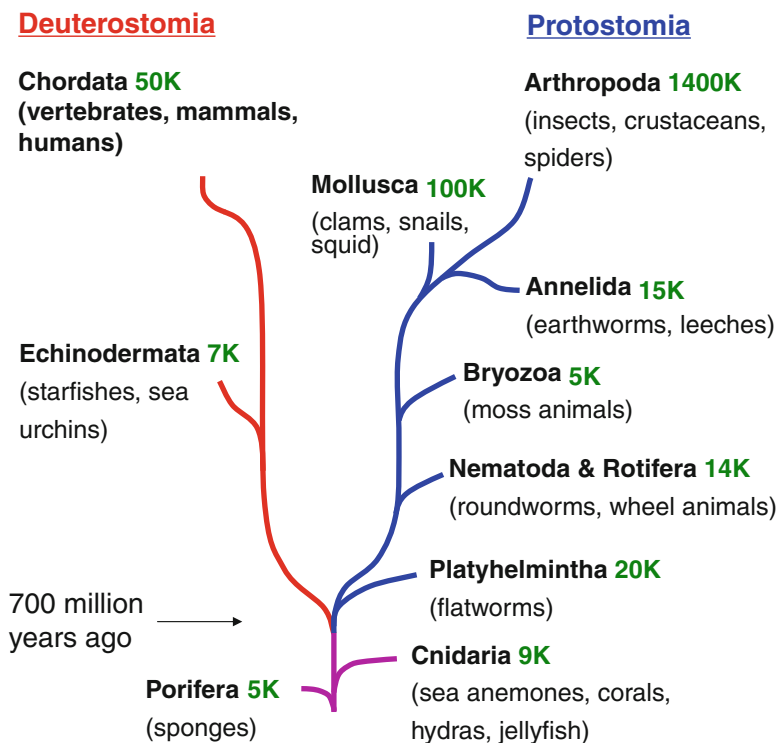 Deuterostomia
Protostomia
Chordata 50K
(vertebrates, mammals,
humans)
Arthropoda 1400K
(insects, crustaceans,
spiders)
Mollusca 100K
(clams, snails,
squid)
Annelida 15K
(earthworms, leeches)
Echinodermata 7K
(starfishes, sea
urchins)
Bryozoa 5K
(moss animals)
Nematoda & Rotifera 14K
(roundworms, wheel animals)
Platyhelmintha 20K
(flatworms)
700 million
years ago
Cnidaria 9K
(sea anemones, corals,
hydras, jellyfish)
Porifera 5K
(sponges)